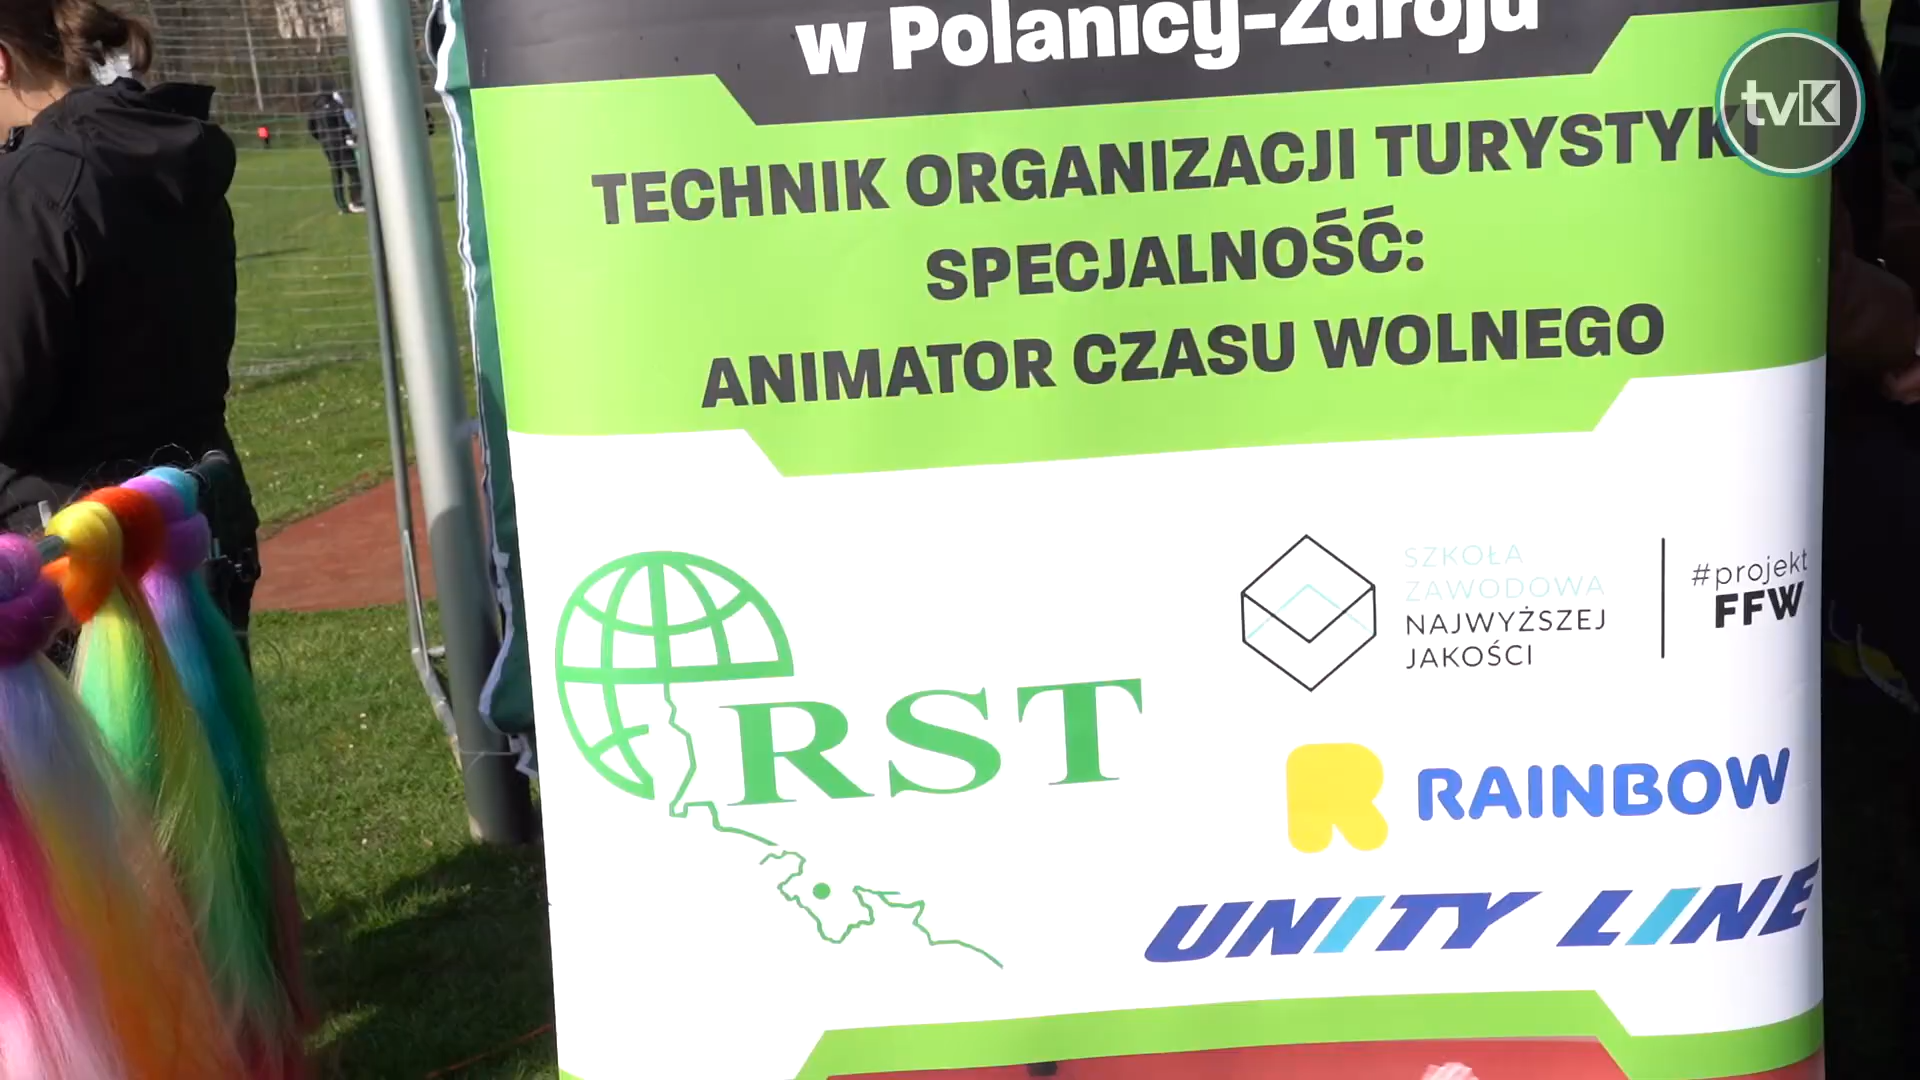 w Polanicy-Zdroju
tvK
TECHNIK ORGANIZACJI TURYSTYKI
SPECJALNOŚĆ:
ANIMATOR CZASU WOLNEGO
SZKOŁA
ZAWODOWA
NAJWYŻSZEJ
JAKOŚCI
#projekt
FFW
RST
R RAINBOW
UNITY LINE